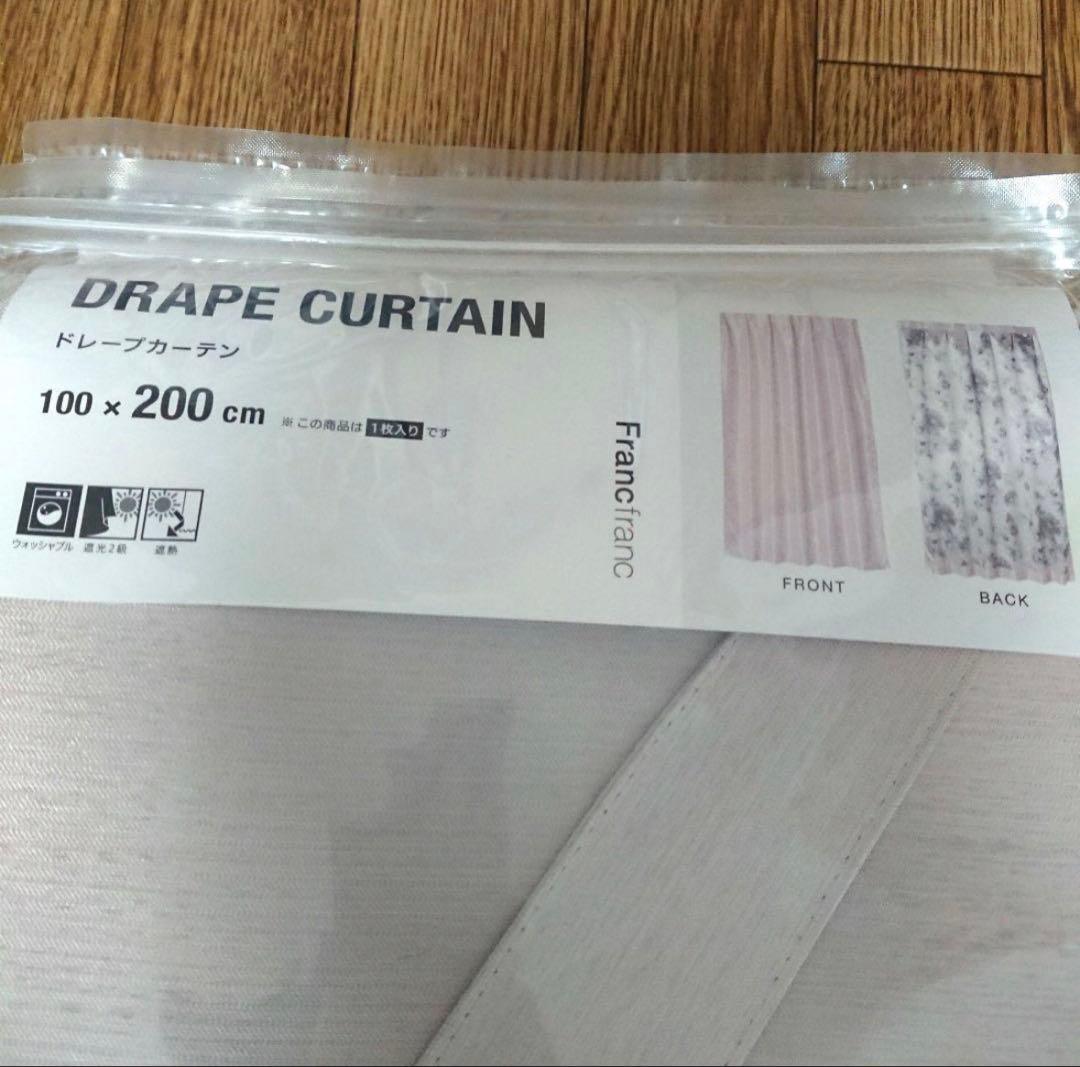 DRAPE CURTAIN
ドレープカーテン
100 × 200 cm
※この商品は1枚入りです
ウォッシャブル 遮光2級 遮熱
Francfranc
FRONT
BACK